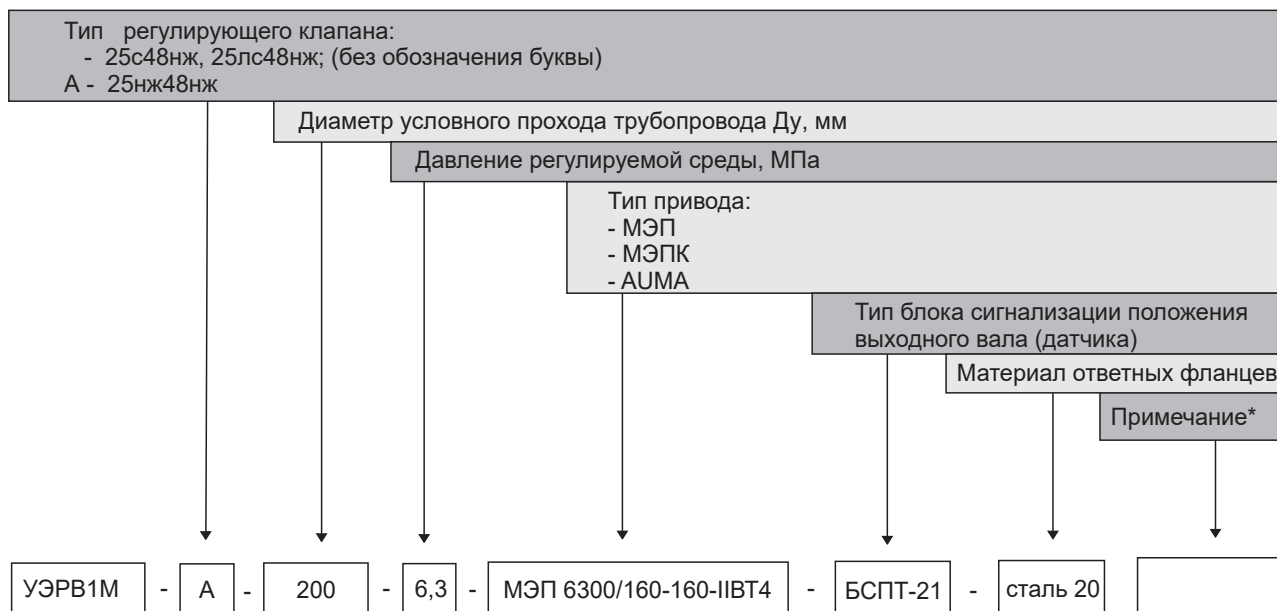 Тип регулирующего клапана:
- 25с48нж, 25лс48нж; (без обозначения буквы)
А - 25нж48нж
Диаметр условного прохода трубопровода Ду, мм
Давление регулируемой среды, МПа
Тип привода:
- МЭП
- МЭПК
- AUMA
Тип блока сигнализации положения
выходного вала (датчика)
Материал ответных фланцев
Примечание*
УЭРВ1М - А - 200 - 6,3 - МЭП 6300/160-160-IIВТ4 - БСПТ-21 - сталь 20